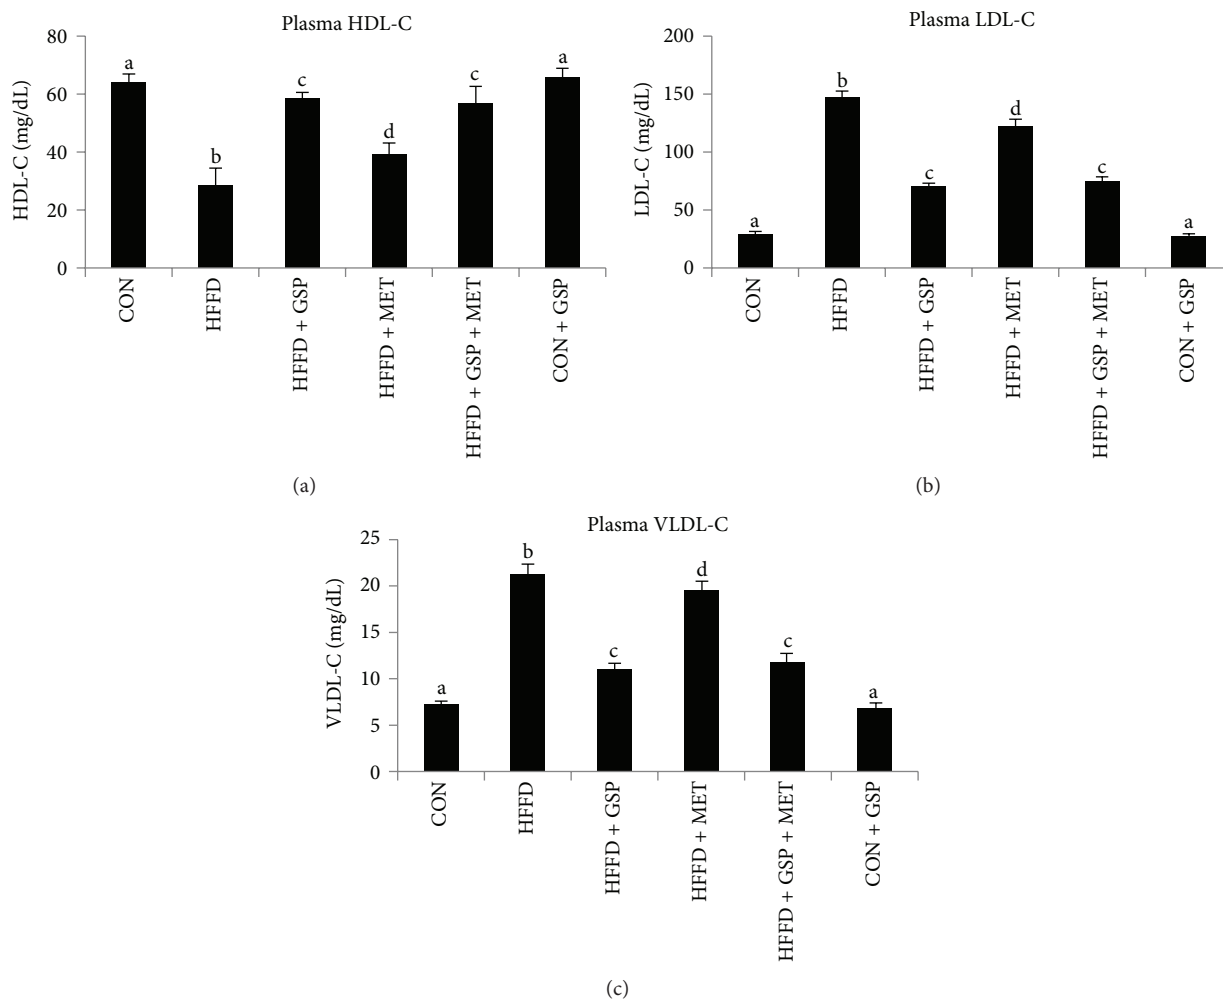 Plasma HDL-C
80
60
40
20
0
HDL-C (mg/dL)
a
b
c
d
c
a
CON
HFFD
HFFD + GSP
HFFD + MET
HFFD + GSP + MET
CON + GSP
(a)
Plasma LDL-C
200
150
100
50
0
LDL-C (mg/dL)
a
b
c
d
c
a
CON
HFFD
HFFD + GSP
HFFD + MET
HFFD + GSP + MET
CON + GSP
(b)
Plasma VLDL-C
25
20
15
10
5
0
VLDL-C (mg/dL)
a
b
c
d
c
a
CON
HFFD
HFFD + GSP
HFFD + MET
HFFD + GSP + MET
CON + GSP
(c)